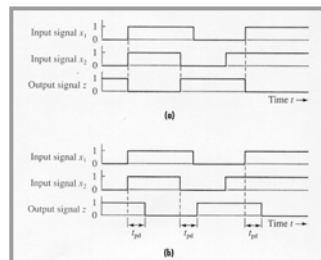 Input signal x₁ 1
0
Input signal x₂ 1
0
Output signal z 1
0
Time t →
(a)
Input signal x₁ 1
0
Input signal x₂ 1
0
Output signal z 1
0
Time t →
tpd tpd tpd
(b)